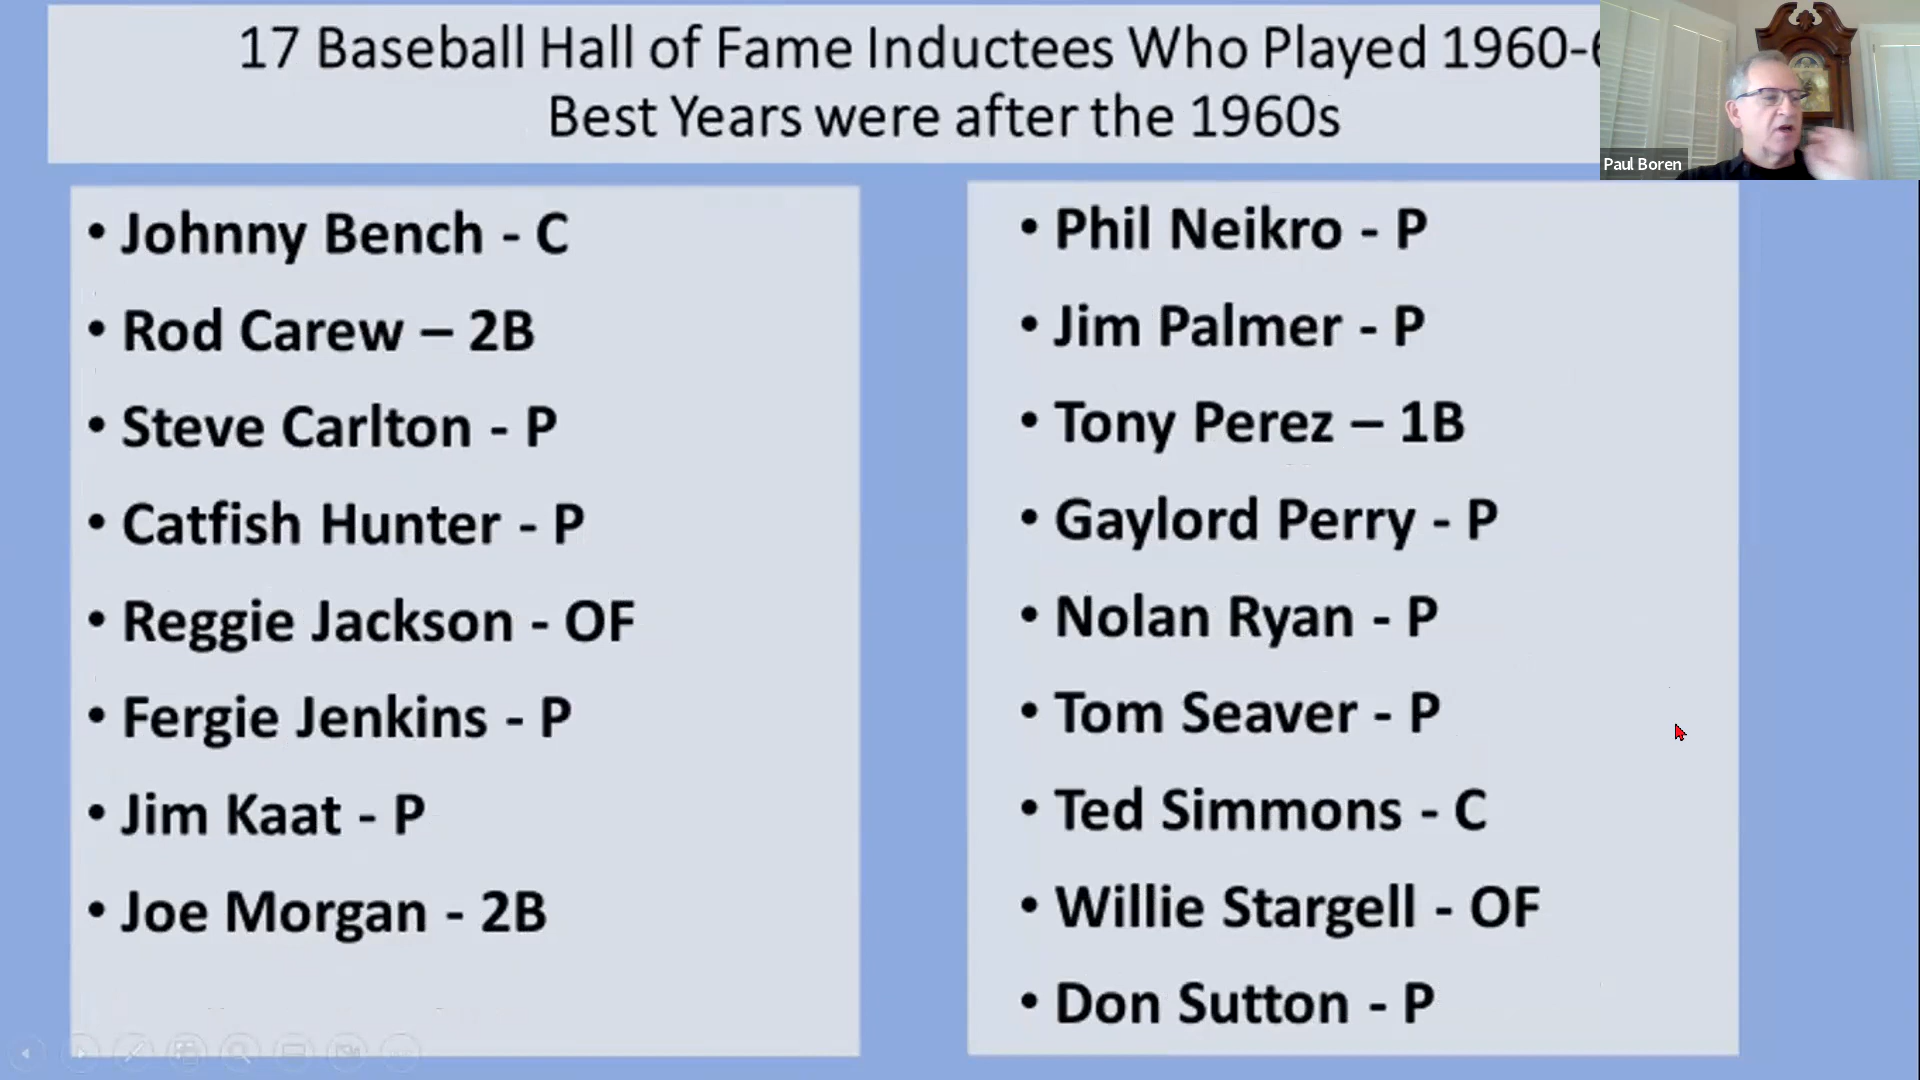 17 Baseball Hall of Fame Inductees Who Played 1960-
Best Years were after the 1960s
Paul Boren
• Johnny Bench - C
• Rod Carew – 2B
• Steve Carlton - P
• Catfish Hunter - P
• Reggie Jackson - OF
• Fergie Jenkins - P
• Jim Kaat - P
• Joe Morgan - 2B
• Phil Neikro - P
• Jim Palmer - P
• Tony Perez – 1B
• Gaylord Perry - P
• Nolan Ryan - P
• Tom Seaver - P
• Ted Simmons - C
• Willie Stargell - OF
• Don Sutton - P